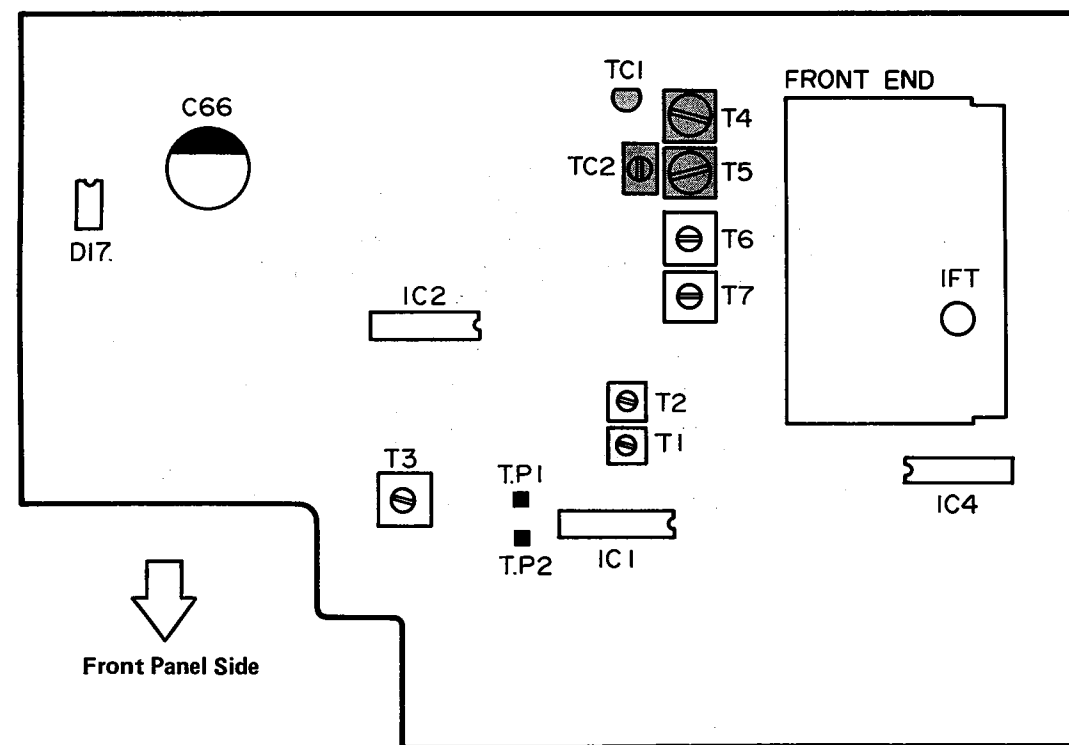 TC1
FRONT END
C66
T4
TC2
T5
D17.
T6
IFT
T7
IC2
T2
T1
T3
T.P1
IC4
T.P2
IC1
Front Panel Side